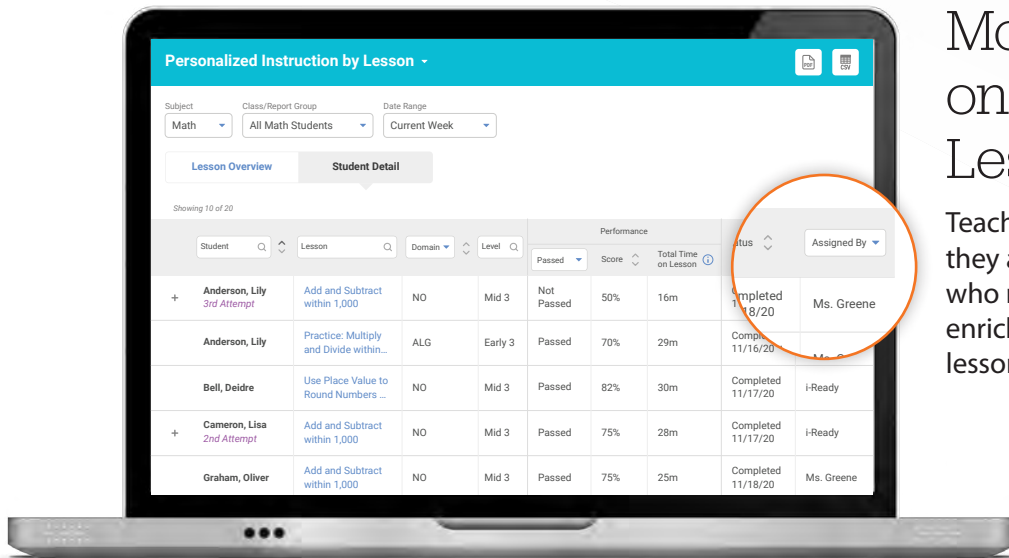 Personalized Instruction by Lesson
PDF
CSV
Subject
Class/Report Group
Date Range
Math
All Math Students
Current Week
Lesson Overview
Student Detail
Showing 10 of 20
Performance
Student
Lesson
Domain
Level
Passed
Score
Total Time
on Lesson
Assigned By
+
Anderson, Lily
3rd Attempt
Add and Subtract
within 1,000
NO
Mid 3
Not
Passed
50%
16m
Ms. Greene
Anderson, Lily
Practice: Multiply
and Divide within...
ALG
Early 3
Passed
70%
29m
11/16/20
Bell, Deidre
Use Place Value to
Round Numbers ...
NO
Mid 3
Passed
82%
30m
Completed
11/17/20
i-Ready
+
Cameron, Lisa
2nd Attempt
Add and Subtract
within 1,000
NO
Mid 3
Passed
75%
28m
Completed
11/17/20
i-Ready
Graham, Oliver
Add and Subtract
within 1,000
NO
Mid 3
Passed
75%
25m
Completed
11/18/20
Ms. Greene
on
they
who